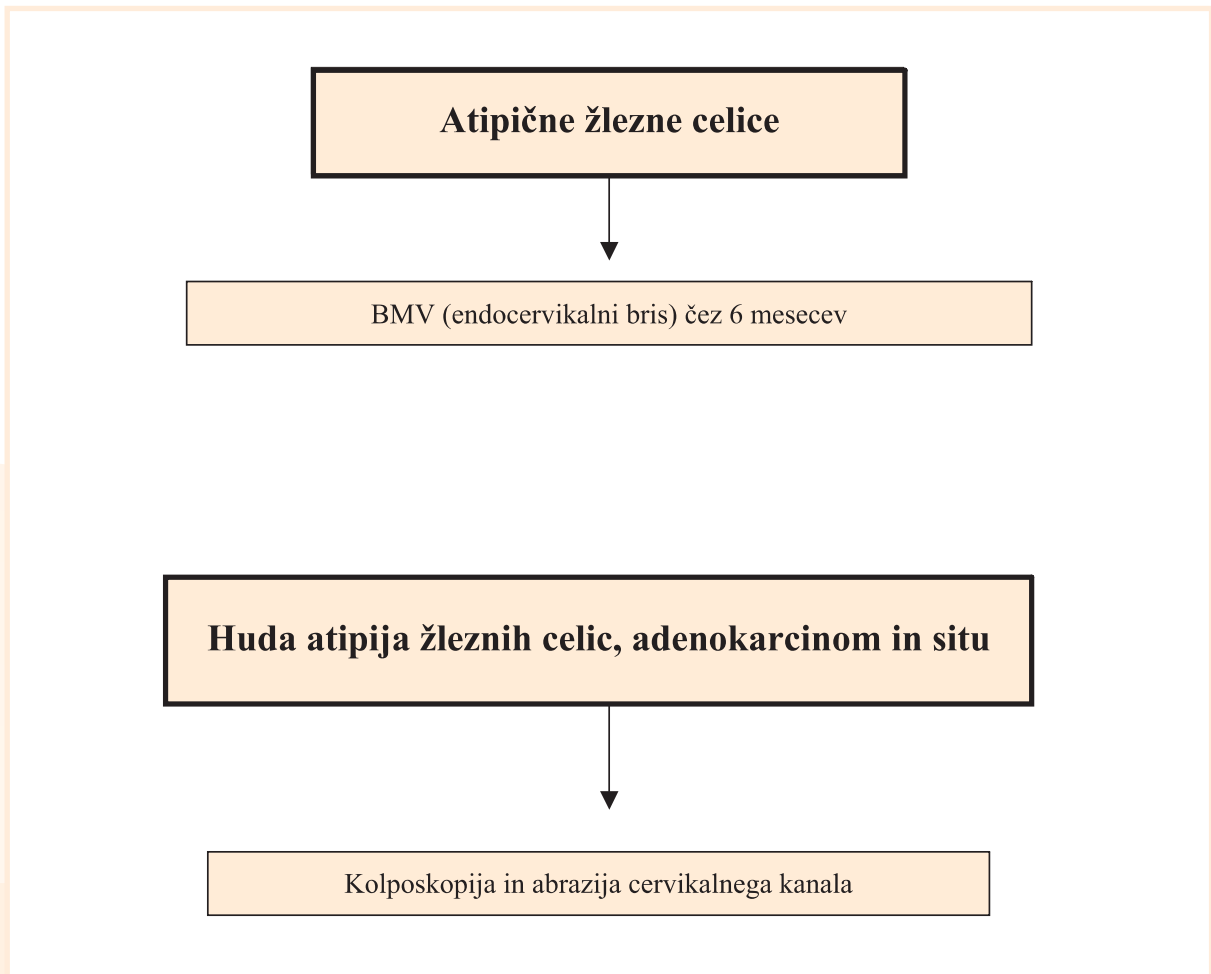 Atipične žlezne celice
BMV (endocervikalni bris) čez 6 mesecev
Huda atipija žleznih celic, adenokarcinom in situ
Kolposkopija in abrazija cervikalnega kanala